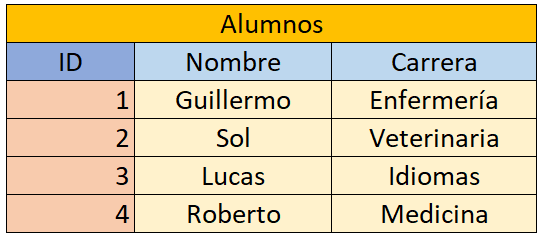 Alumnos
ID Nombre Carrera
1 Guillermo Enfermería
2 Sol Veterinaria
3 Lucas Idiomas
4 Roberto Medicina